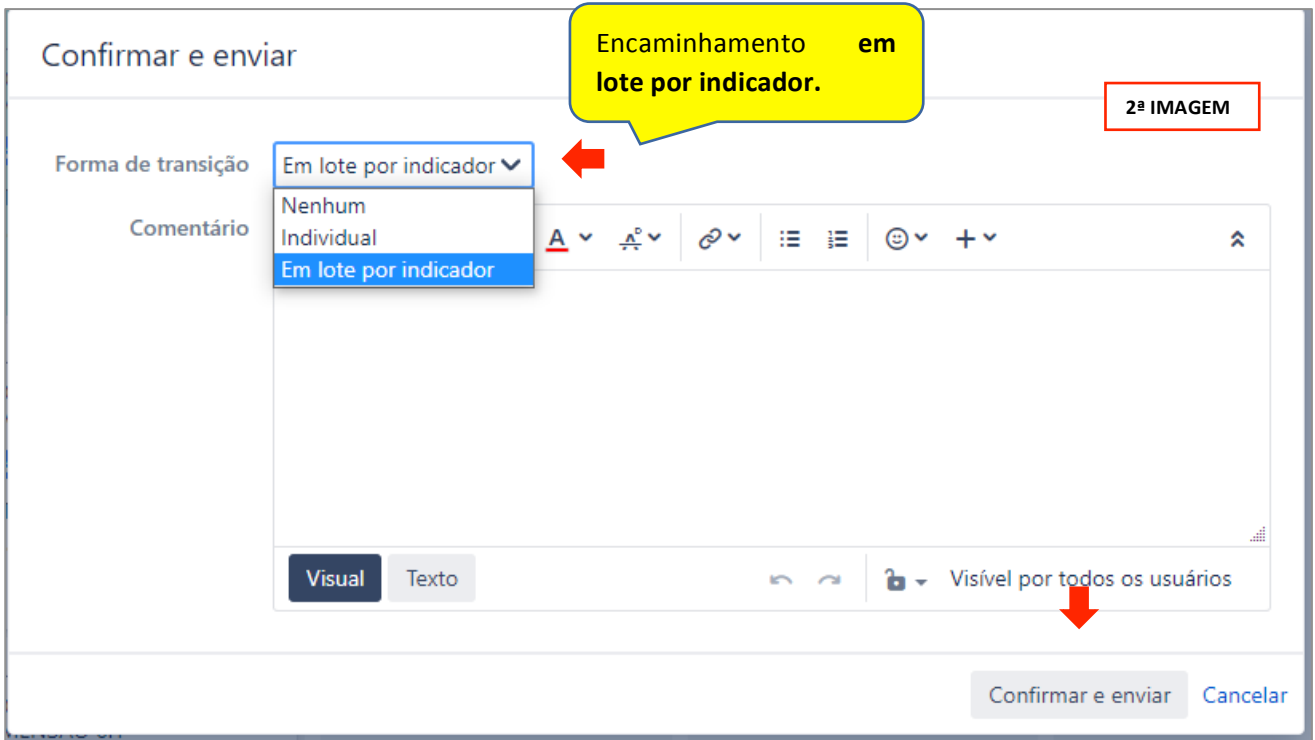 Confirmar e enviar
Encaminhamento em
lote por indicador.
2ª IMAGEM
Forma de transição
Em lote por indicador
Nenhum
Individual
Em lote por indicador
Comentário
A
Visual
Texto
Visível por todos os usuários
Confirmar e enviar
Cancelar